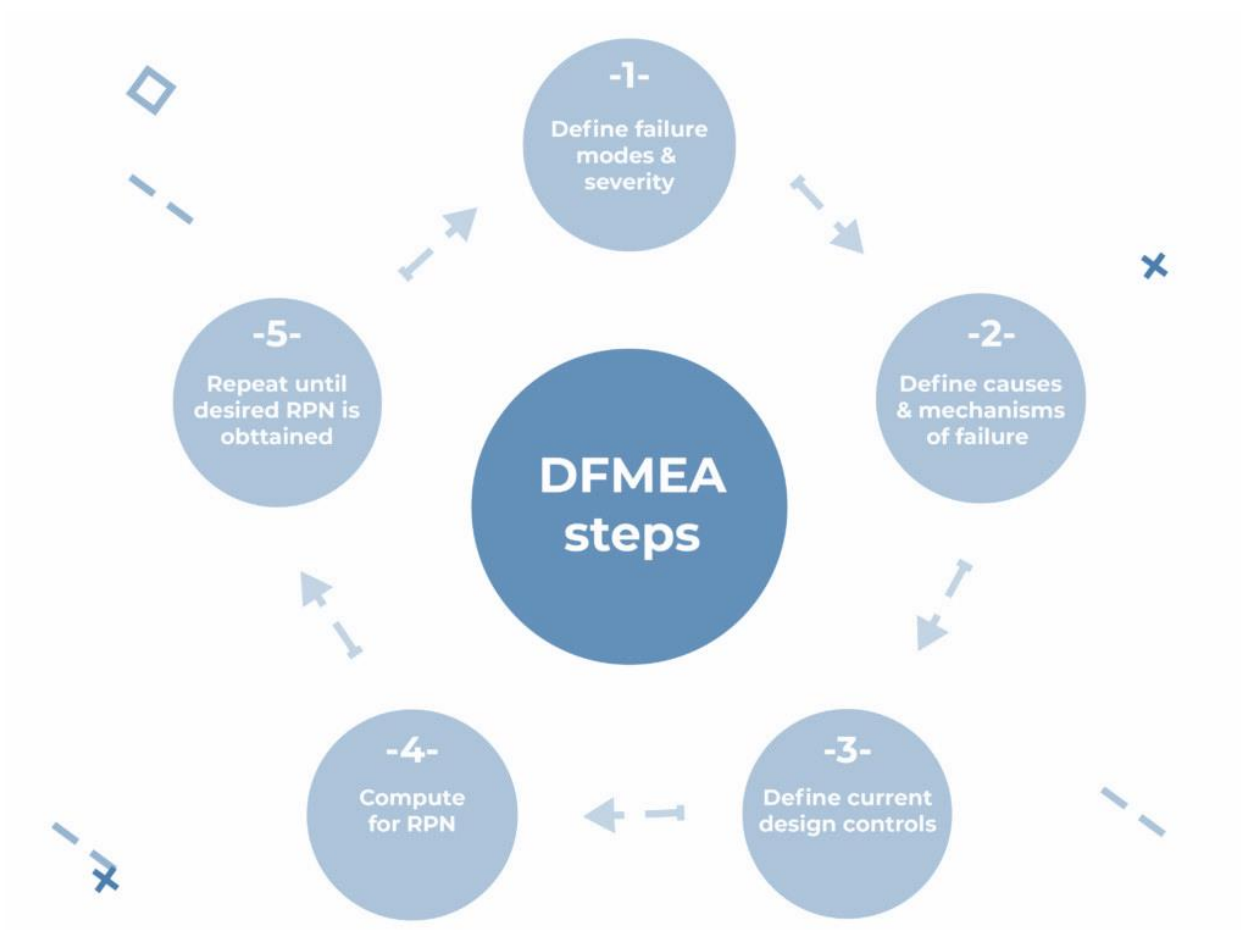 -1-
Define failure
modes &
severity
-2-
Define causes
& mechanisms
of failure
-3-
Define current
design controls
-4-
Compute
for RPN
-5-
Repeat until
desired RPN is
obttained
DFMEA
steps